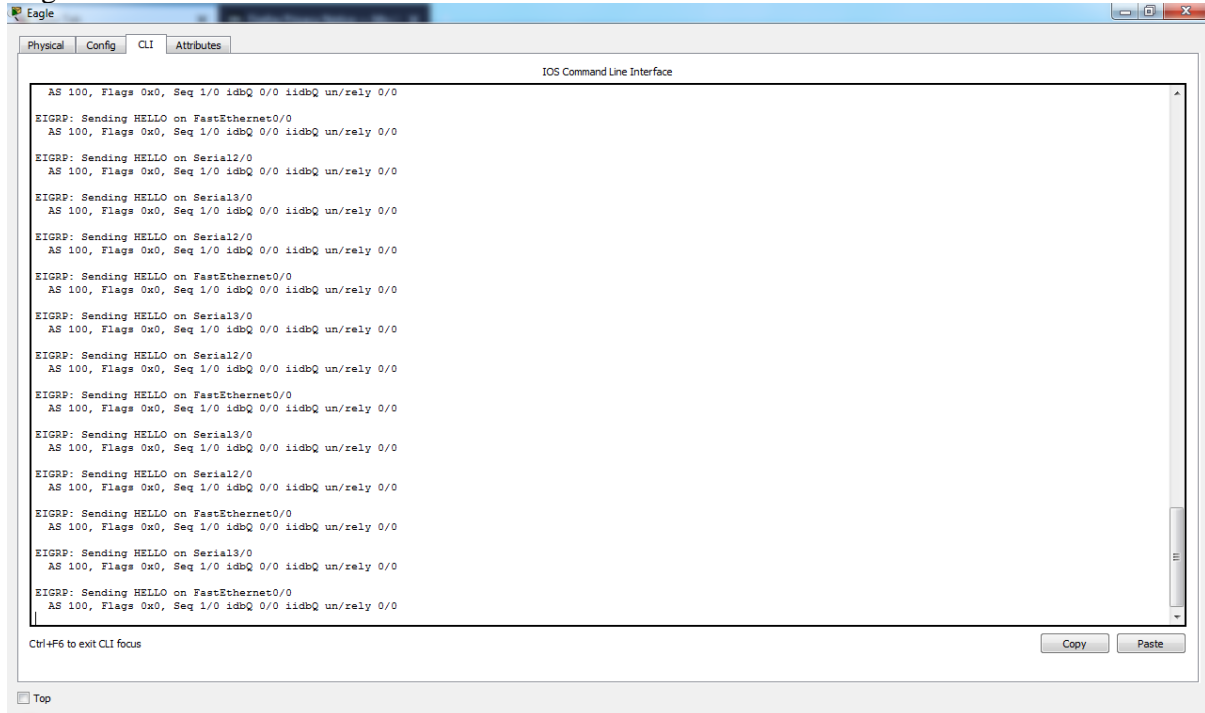 Eagle
Physical Config CLI Attributes
IOS Command Line Interface
AS 100, Flags 0x0, Seq 1/0 idbQ 0/0 iidbQ un/rely 0/0
EIGRP: Sending HELLO on FastEthernet0/0
AS 100, Flags 0x0, Seq 1/0 idbQ 0/0 iidbQ un/rely 0/0
EIGRP: Sending HELLO on Serial2/0
AS 100, Flags 0x0, Seq 1/0 idbQ 0/0 iidbQ un/rely 0/0
EIGRP: Sending HELLO on Serial3/0
AS 100, Flags 0x0, Seq 1/0 idbQ 0/0 iidbQ un/rely 0/0
EIGRP: Sending HELLO on Serial2/0
AS 100, Flags 0x0, Seq 1/0 idbQ 0/0 iidbQ un/rely 0/0
EIGRP: Sending HELLO on FastEthernet0/0
AS 100, Flags 0x0, Seq 1/0 idbQ 0/0 iidbQ un/rely 0/0
EIGRP: Sending HELLO on Serial3/0
AS 100, Flags 0x0, Seq 1/0 idbQ 0/0 iidbQ un/rely 0/0
EIGRP: Sending HELLO on Serial2/0
AS 100, Flags 0x0, Seq 1/0 idbQ 0/0 iidbQ un/rely 0/0
EIGRP: Sending HELLO on FastEthernet0/0
AS 100, Flags 0x0, Seq 1/0 idbQ 0/0 iidbQ un/rely 0/0
EIGRP: Sending HELLO on Serial3/0
AS 100, Flags 0x0, Seq 1/0 idbQ 0/0 iidbQ un/rely 0/0
EIGRP: Sending HELLO on Serial2/0
AS 100, Flags 0x0, Seq 1/0 idbQ 0/0 iidbQ un/rely 0/0
EIGRP: Sending HELLO on FastEthernet0/0
AS 100, Flags 0x0, Seq 1/0 idbQ 0/0 iidbQ un/rely 0/0
EIGRP: Sending HELLO on Serial3/0
AS 100, Flags 0x0, Seq 1/0 idbQ 0/0 iidbQ un/rely 0/0
EIGRP: Sending HELLO on FastEthernet0/0
AS 100, Flags 0x0, Seq 1/0 idbQ 0/0 iidbQ un/rely 0/0
Ctrl+F6 to exit CLI focus
Copy Paste
Top